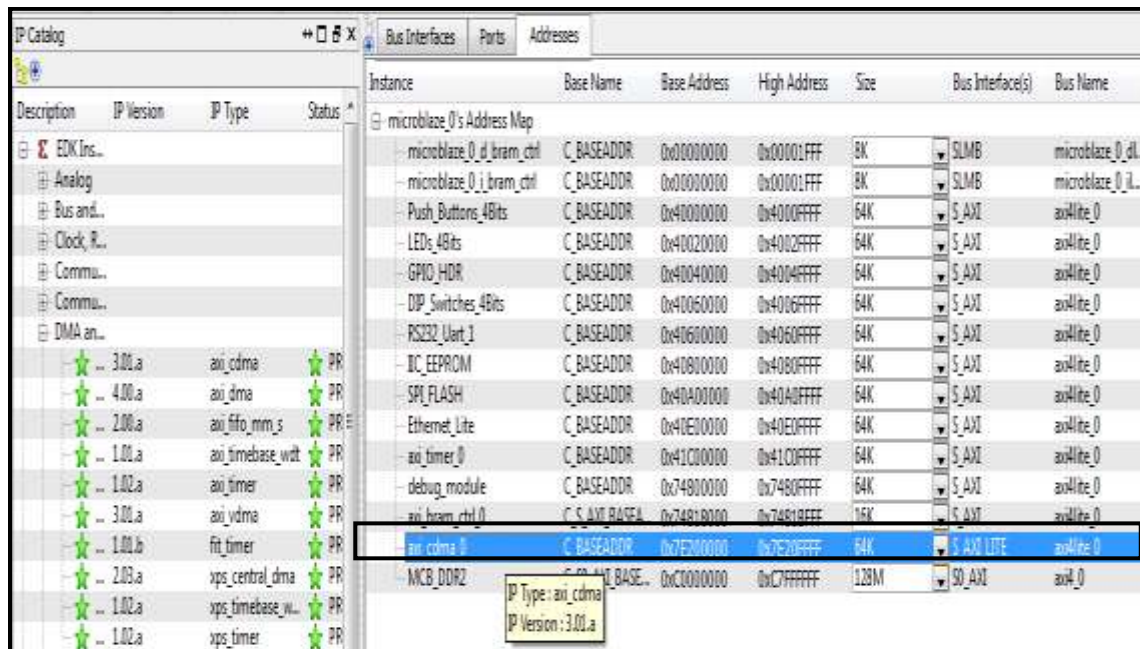 IP Catalog
Description IP Version IP Type Status
EDK Ins...
Analog
Bus and...
Clock, R...
Commu...
Commu...
DMA an...
... 3.01.a axi_cdma PR
... 4.00.a axi_dma PR
... 2.00.a axi_fifo_mm_s PR
... 1.01.a axi_timebase_wdt PR
... 1.02.a axi_timer PR
... 3.01.a axi_vdma PR
... 1.01.b fit_timer PR
... 2.03.a xps_central_dma PR
... 1.02.a xps_timebase_w... PR
... 1.02.a xps_timer PR
Bus Interfaces Ports Addresses
Instance Base Name Base Address High Address Size Bus Interface(s) Bus Name
microblaze_0's Address Map
microblaze_0_d_bram_ctrl C_BASEADDR 0x00000000 0x00001FFF 8K SLMB microblaze_0_dl...
microblaze_0_i_bram_ctrl C_BASEADDR 0x00000000 0x00001FFF 8K SLMB microblaze_0_il...
Push_Buttons_4Bits C_BASEADDR 0x40000000 0x4000FFFF 64K S_AXI axi4lite_0
LEDs_4Bits C_BASEADDR 0x40020000 0x4002FFFF 64K S_AXI axi4lite_0
GPIO_HDR C_BASEADDR 0x40040000 0x4004FFFF 64K S_AXI axi4lite_0
DIP_Switches_4Bits C_BASEADDR 0x40060000 0x4006FFFF 64K S_AXI axi4lite_0
RS232_Uart_1 C_BASEADDR 0x40600000 0x4060FFFF 64K S_AXI axi4lite_0
IIC_EEPROM C_BASEADDR 0x40800000 0x4080FFFF 64K S_AXI axi4lite_0
SPI_FLASH C_BASEADDR 0x40A00000 0x40A0FFFF 64K S_AXI axi4lite_0
Ethernet_Lite C_BASEADDR 0x40E00000 0x40E0FFFF 64K S_AXI axi4lite_0
axi_timer_0 C_BASEADDR 0x41C00000 0x41C0FFFF 64K S_AXI axi4lite_0
debug_module C_BASEADDR 0x74800000 0x7480FFFF 64K S_AXI axi4lite_0
axi_bram_ctrl_0 C_S_AXI_BASEA... 0x74818000 0x7481BFFF 16K S_AXI axi4lite_0
axi_cdma_0 C_BASEADDR 0x7E200000 0x7E20FFFF 64K S_AXI_LITE axi4lite_0
MCB_DDR2 C_S0_AXI_BASE... 0xC0000000 0xC7FFFFFF 128M S0_AXI axi4_0
IP Type : axi_cdma
IP Version : 3.01.a